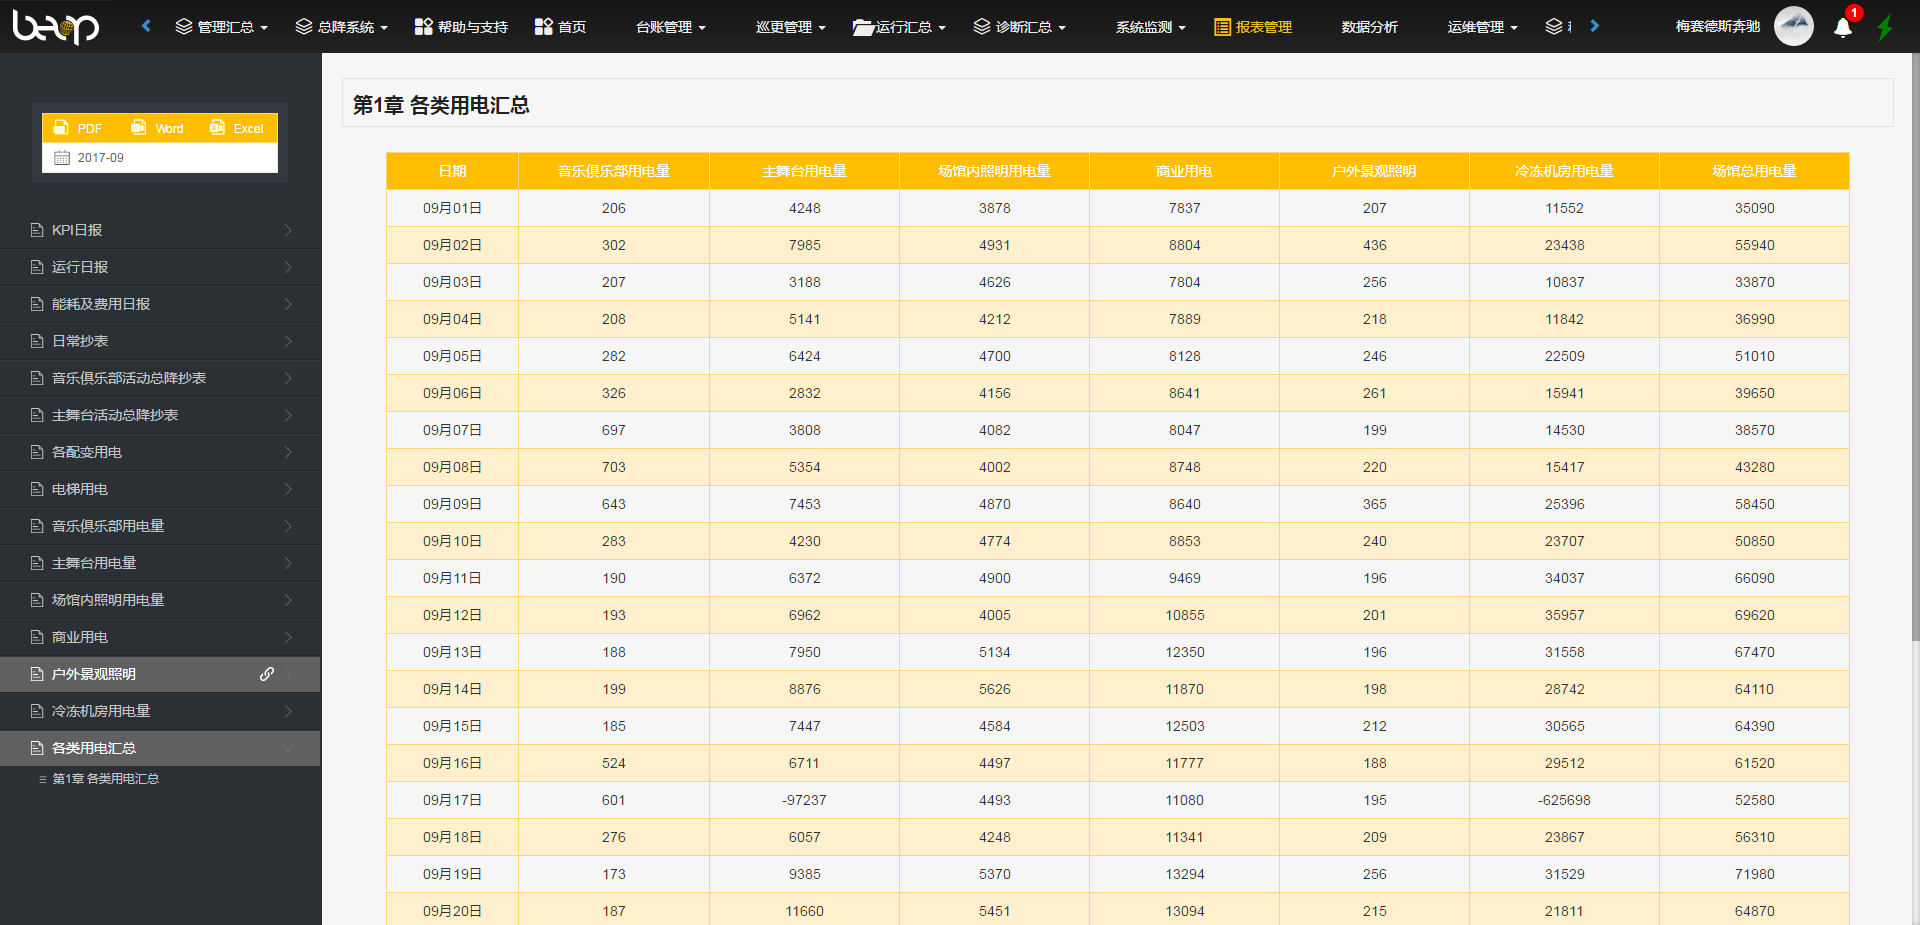 beop 管理汇总 总降系统 帮助与支持 首页 台账管理 巡更管理 运行汇总 诊断汇总 系统监测 报表管理 数据分析 运维管理 梅赛德斯奔驰 1
PDF Word Excel
2017-09
KPI日报
运行日报
能耗及费用日报
日常抄表
音乐俱乐部活动总降抄表
主舞台活动总降抄表
各配变用电
电梯用电
音乐俱乐部用电量
主舞台用电量
场馆内照明用电量
商业用电
户外景观照明
冷冻机房用电量
各类用电汇总
第1章 各类用电汇总
第1章 各类用电汇总
日期 音乐俱乐部用电量 主舞台用电量 场馆内照明用电量 商业用电 户外景观照明 冷冻机房用电量 场馆总用电量
09月01日 206 4248 3878 7837 207 11552 35090
09月02日 302 7985 4931 8804 436 23438 55940
09月03日 207 3188 4626 7804 256 10837 33870
09月04日 208 5141 4212 7889 218 11842 36990
09月05日 282 6424 4700 8128 246 22509 51010
09月06日 326 2832 4156 8641 261 15941 39650
09月07日 697 3808 4082 8047 199 14530 38570
09月08日 703 5354 4002 8748 220 15417 43280
09月09日 643 7453 4870 8640 365 25396 58450
09月10日 283 4230 4774 8853 240 23707 50850
09月11日 190 6372 4900 9469 196 34037 66090
09月12日 193 6962 4005 10855 201 35957 69620
09月13日 188 7950 5134 12350 196 31558 67470
09月14日 199 8876 5626 11870 198 28742 64110
09月15日 185 7447 4584 12503 212 30565 64390
09月16日 524 6711 4497 11777 188 29512 61520
09月17日 601 -97237 4493 11080 195 -625698 52580
09月18日 276 6057 4248 11341 209 23867 56310
09月19日 173 9385 5370 13294 256 31529 71980
09月20日 187 11660 5451 13094 215 21811 64870